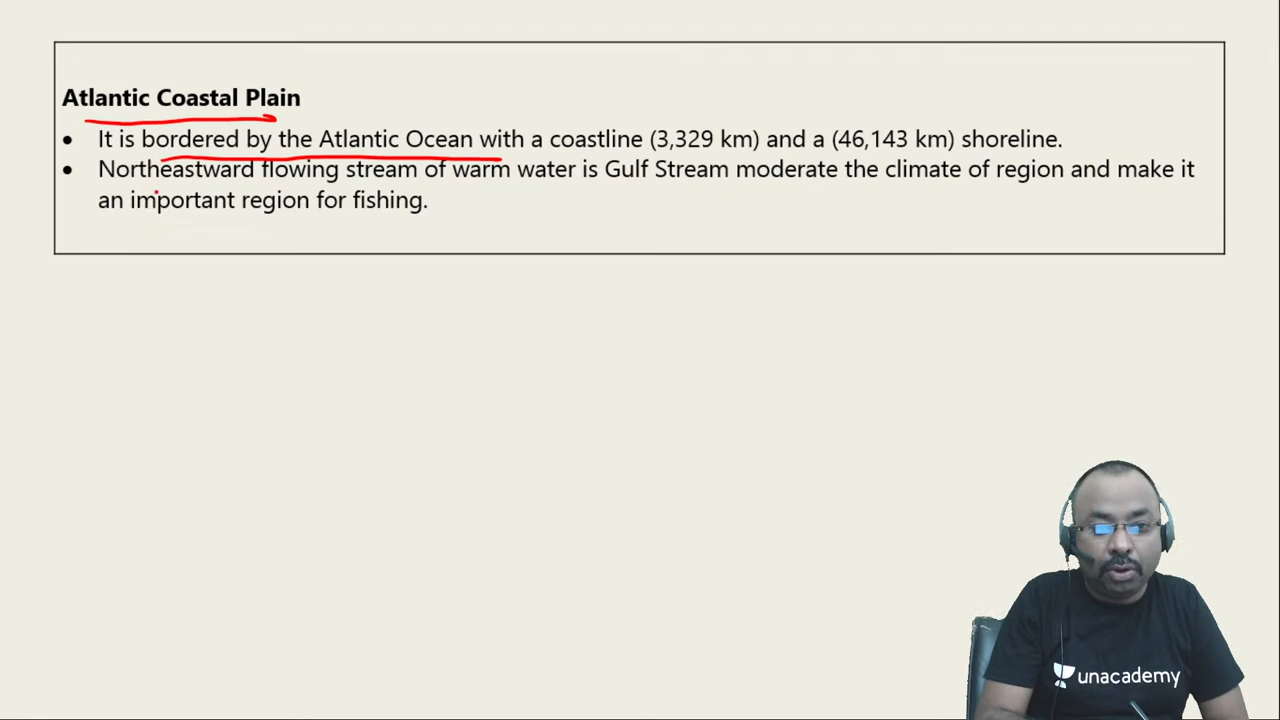 Atlantic Coastal Plain
• It is bordered by the Atlantic Ocean with a coastline (3,329 km) and a (46,143 km) shoreline.
• Northeastward flowing stream of warm water is Gulf Stream moderate the climate of region and make it
an important region for fishing.
unacademy